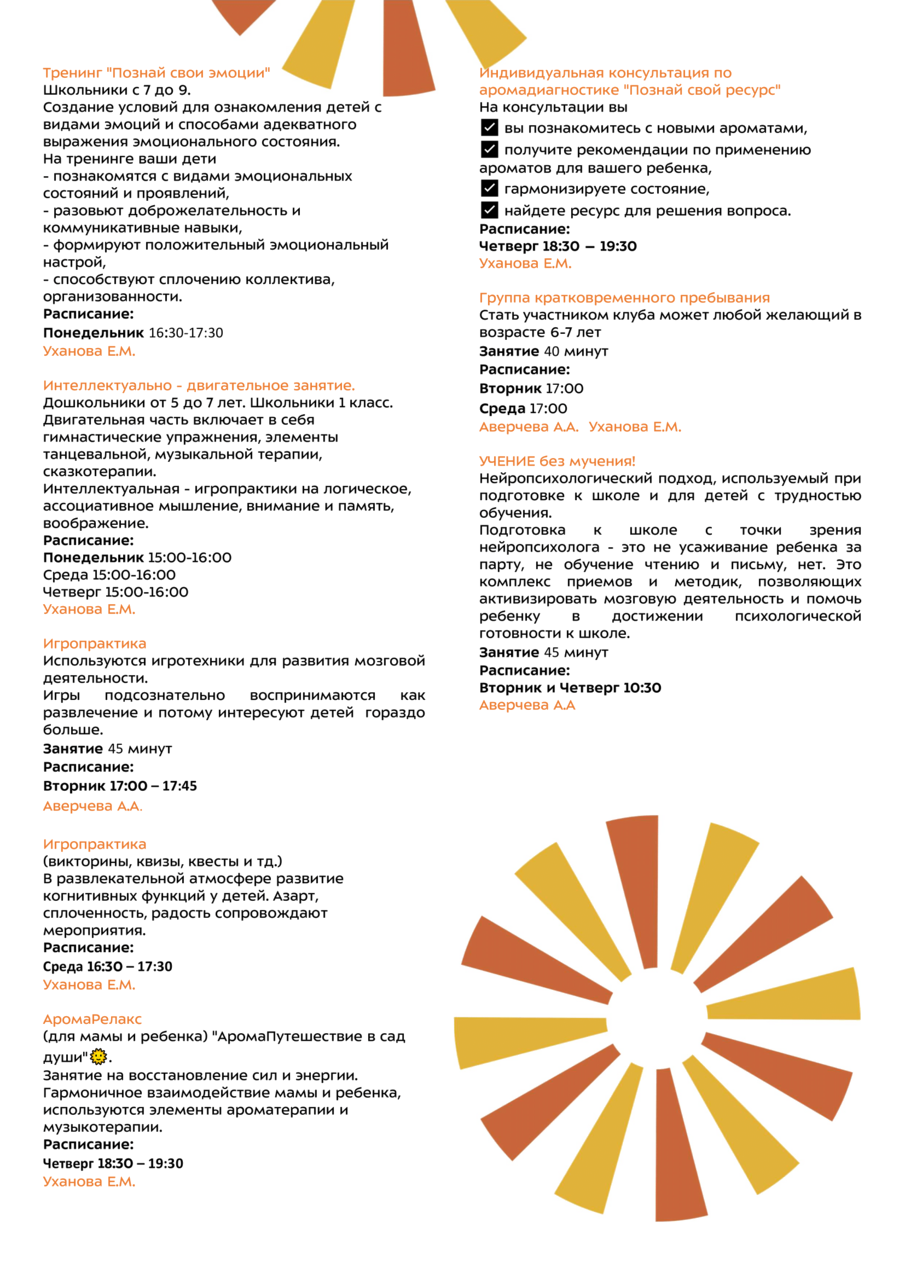 Тренинг "Познай свои эмоции"
Школьники с 7 до 9.
Создание условий для ознакомления детей с
видами эмоций и способами адекватного
выражения эмоционального состояния.
На тренинге ваши дети
- познакомятся с видами эмоциональных
состояний и проявлений,
- разовьют доброжелательность и
коммуникативные навыки,
- формируют положительный эмоциональный
настрой,
- способствуют сплочению коллектива,
организованности.
Расписание:
Понедельник 16:30-17:30
Уханова Е.М.
Интеллектуально - двигательное занятие.
Дошкольники от 5 до 7 лет. Школьники 1 класс.
Двигательная часть включает в себя
гимнастические упражнения, элементы
танцевальной, музыкальной терапии,
сказкотерапии.
Интеллектуальная - игропрактики на логическое,
ассоциативное мышление, внимание и память,
воображение.
Расписание:
Понедельник 15:00-16:00
Среда 15:00-16:00
Четверг 15:00-16:00
Уханова Е.М.
Игропрактика
Используются игротехники для развития мозговой
деятельности.
Игры подсознательно воспринимаются как
развлечение и потому интересуют детей гораздо
больше.
Занятие 45 минут
Расписание:
Вторник 17:00 – 17:45
Аверчева А.А.
Игропрактика
(викторины, квизы, квесты и тд.)
В развлекательной атмосфере развитие
когнитивных функций у детей. Азарт,
сплоченность, радость сопровождают
мероприятия.
Расписание:
Среда 16:30 – 17:30
Уханова Е.М.
АромаРелакс
(для мамы и ребенка) "АромаПутешествие в сад
души"🌞.
Занятие на восстановление сил и энергии.
Гармоничное взаимодействие мамы и ребенка,
используются элементы ароматерапии и
музыкотерапии.
Расписание:
Четверг 18:30 – 19:30
Уханова Е.М.
Индивидуальная консультация по
аромадиагностике "Познай свой ресурс"
На консультации вы
✅ вы познакомитесь с новыми ароматами,
✅ получите рекомендации по применению
ароматов для вашего ребенка,
✅ гармонизируете состояние,
✅ найдете ресурс для решения вопроса.
Расписание:
Четверг 18:30 – 19:30
Уханова Е.М.
Группа кратковременного пребывания
Стать участником клуба может любой желающий в
возрасте 6-7 лет
Занятие 40 минут
Расписание:
Вторник 17:00
Среда 17:00
Аверчева А.А. Уханова Е.М.
УЧЕНИЕ без мучения!
Нейропсихологический подход, используемый при
подготовке к школе и для детей с трудностью
обучения.
Подготовка к школе с точки зрения
нейропсихолога - это не усаживание ребенка за
парту, не обучение чтению и письму, нет. Это
комплекс приемов и методик, позволяющих
активизировать мозговую деятельность и помочь
ребенку в достижении психологической
готовности к школе.
Занятие 45 минут
Расписание:
Вторник и Четверг 10:30
Аверчева А.А